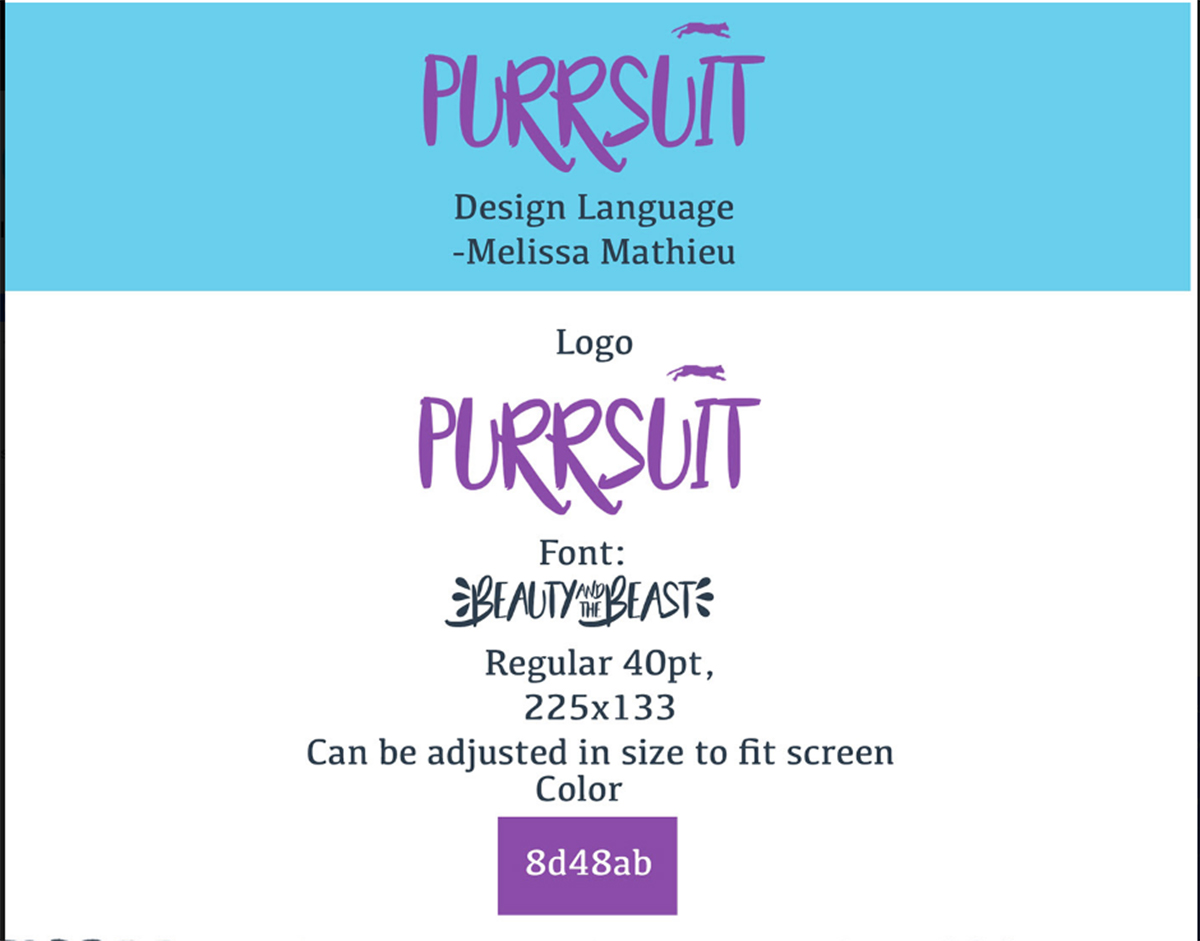 PURRSUIT
Design Language
-Melissa Mathieu
Logo
PURRSUIT
Font:
BEAUTY AND THE BEAST
Regular 40pt,
225x133
Can be adjusted in size to fit screen
Color
8d48ab